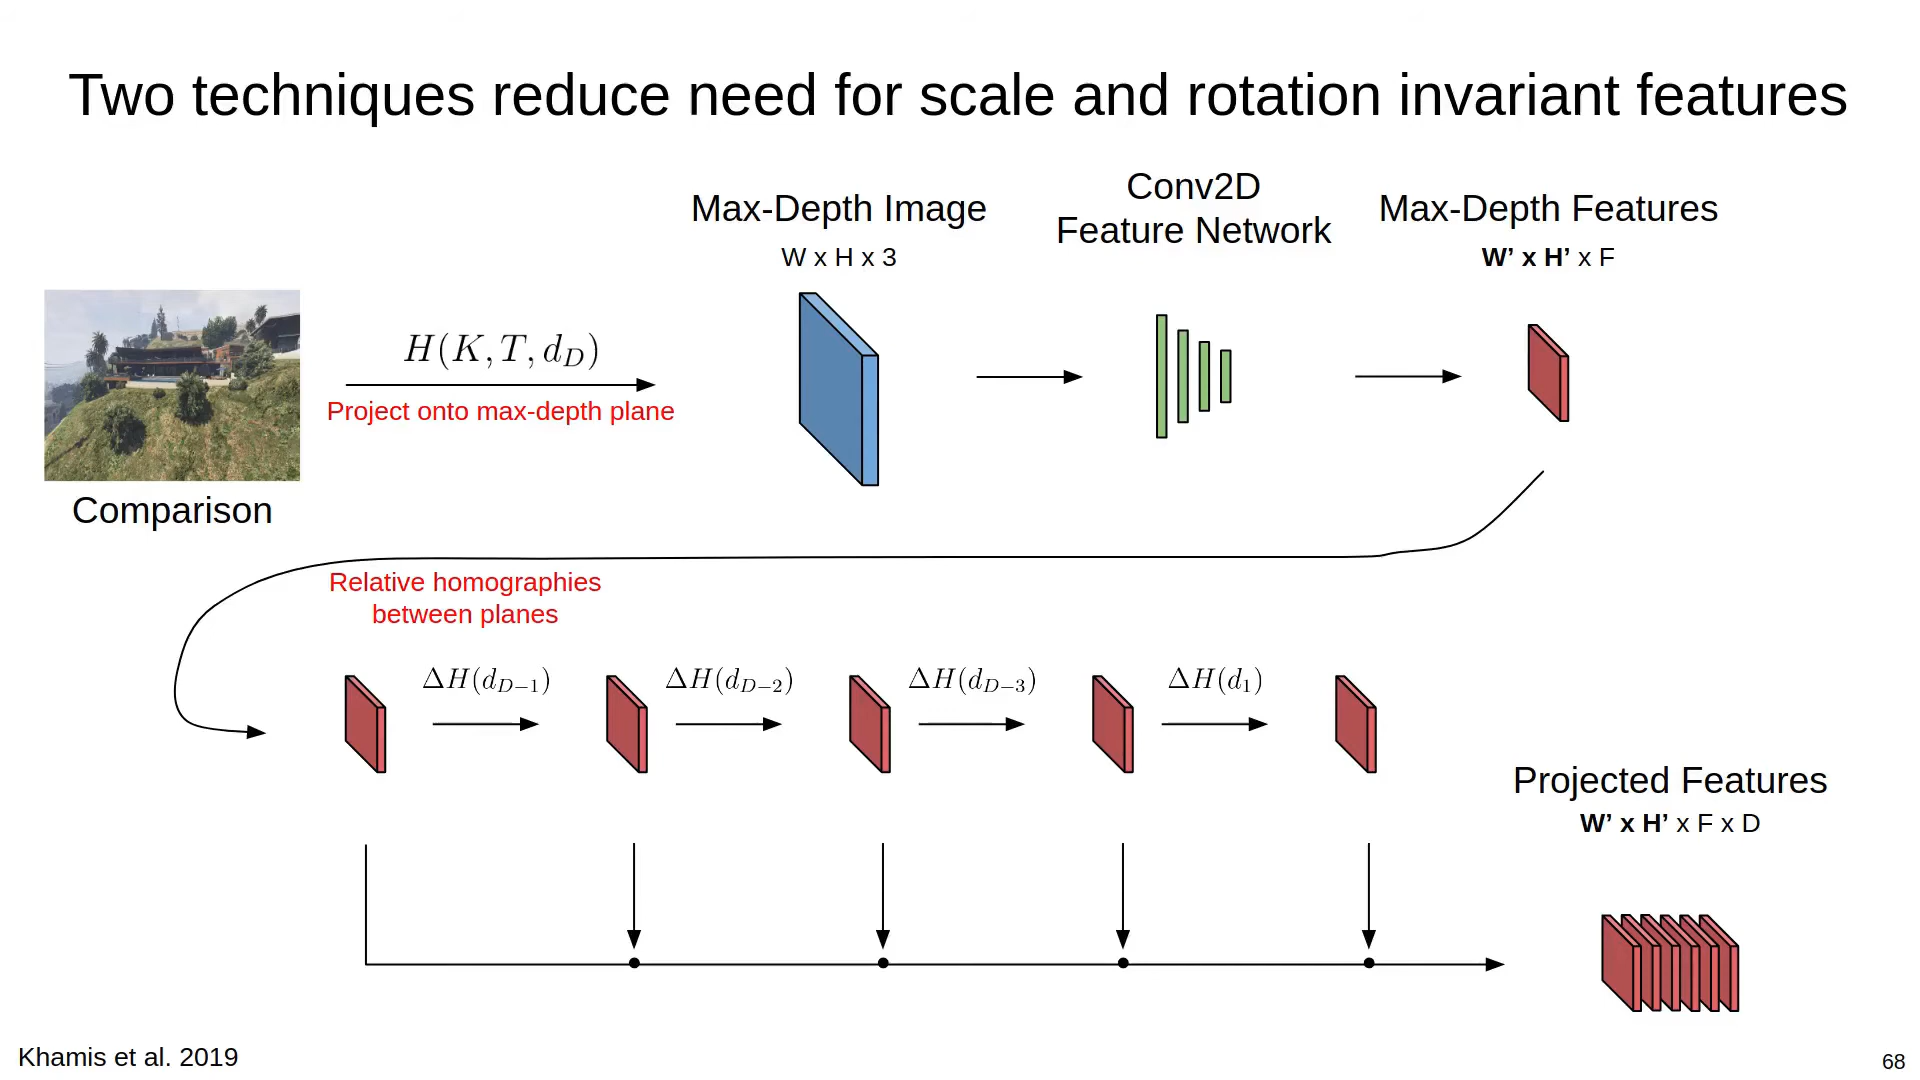 Two techniques reduce need for scale and rotation invariant features
Max-Depth Image
W x H x 3
Conv2D
Feature Network
Max-Depth Features
W’ x H’ x F
H(K, T, d_D)
Project onto max-depth plane
Comparison
Relative homographies
between planes
ΔH(d_{D−1})
ΔH(d_{D−2})
ΔH(d_{D−3})
ΔH(d_1)
Projected Features
W’ x H’ x F x D
Khamis et al. 2019
68